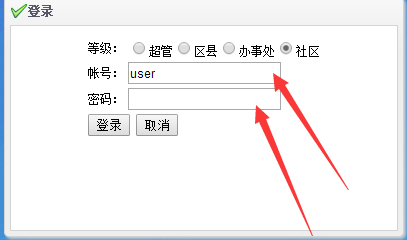 登录
等级： 超管 区县 办事处 社区
帐号： user
密码：
登录 取消